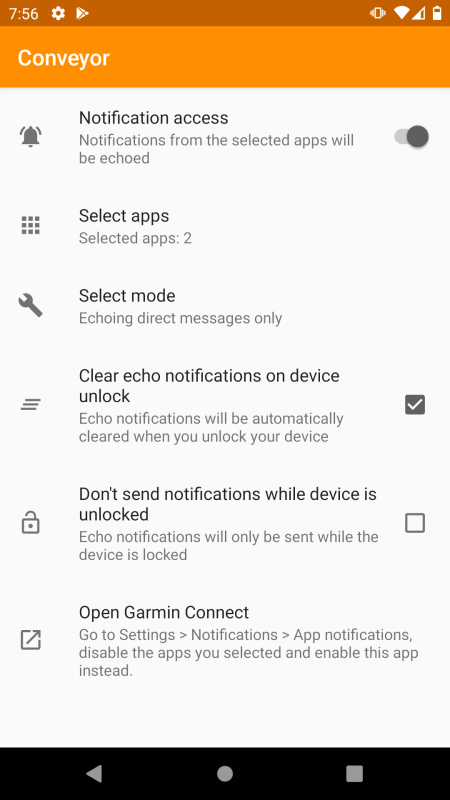 7:56
Conveyor
Notification access
Notifications from the selected apps will
be echoed
Select apps
Selected apps: 2
Select mode
Echoing direct messages only
Clear echo notifications on device
unlock
Echo notifications will be automatically
cleared when you unlock your device
Don't send notifications while device is
unlocked
Echo notifications will only be sent while the
device is locked
Open Garmin Connect
Go to Settings > Notifications > App notifications,
disable the apps you selected and enable this app
instead.